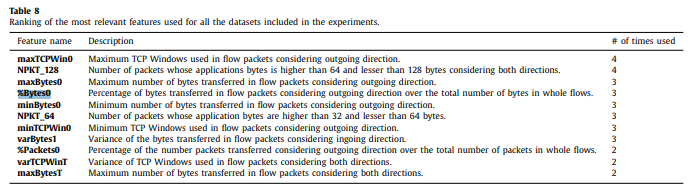 Table 8
Ranking of the most relevant features used for all the datasets included in the experiments.
Feature name Description # of times used
maxTCPWin0 Maximum TCP Windows used in flow packets considering outgoing direction. 4
NPKT_128 Number of packets whose applications bytes is higher than 64 and lesser than 128 bytes considering both directions. 4
maxBytes0 Maximum number of bytes transferred in flow packets considering outgoing direction. 3
%Bytes0 Percentage of bytes transferred in flow packets considering outgoing direction over the total number of bytes in whole flows. 3
minBytes0 Minimum number of bytes transferred in flow packets considering outgoing direction. 3
NPKT_64 Number of packets whose application bytes are higher than 32 and lesser than 64 bytes. 3
minTCPWin0 Minimum TCP Windows used in flow packets considering outgoing direction. 3
varBytes1 Variance of the bytes transferred in flow packets considering ingoing direction. 3
%Packets0 Percentage of the number packets transferred considering outgoing direction over the total number of packets in whole flows. 2
varTCPWinT Variance of TCP Windows used in flow packets considering both directions. 2
maxBytesT Maximum number of bytes transferred in flow packets considering both directions. 2